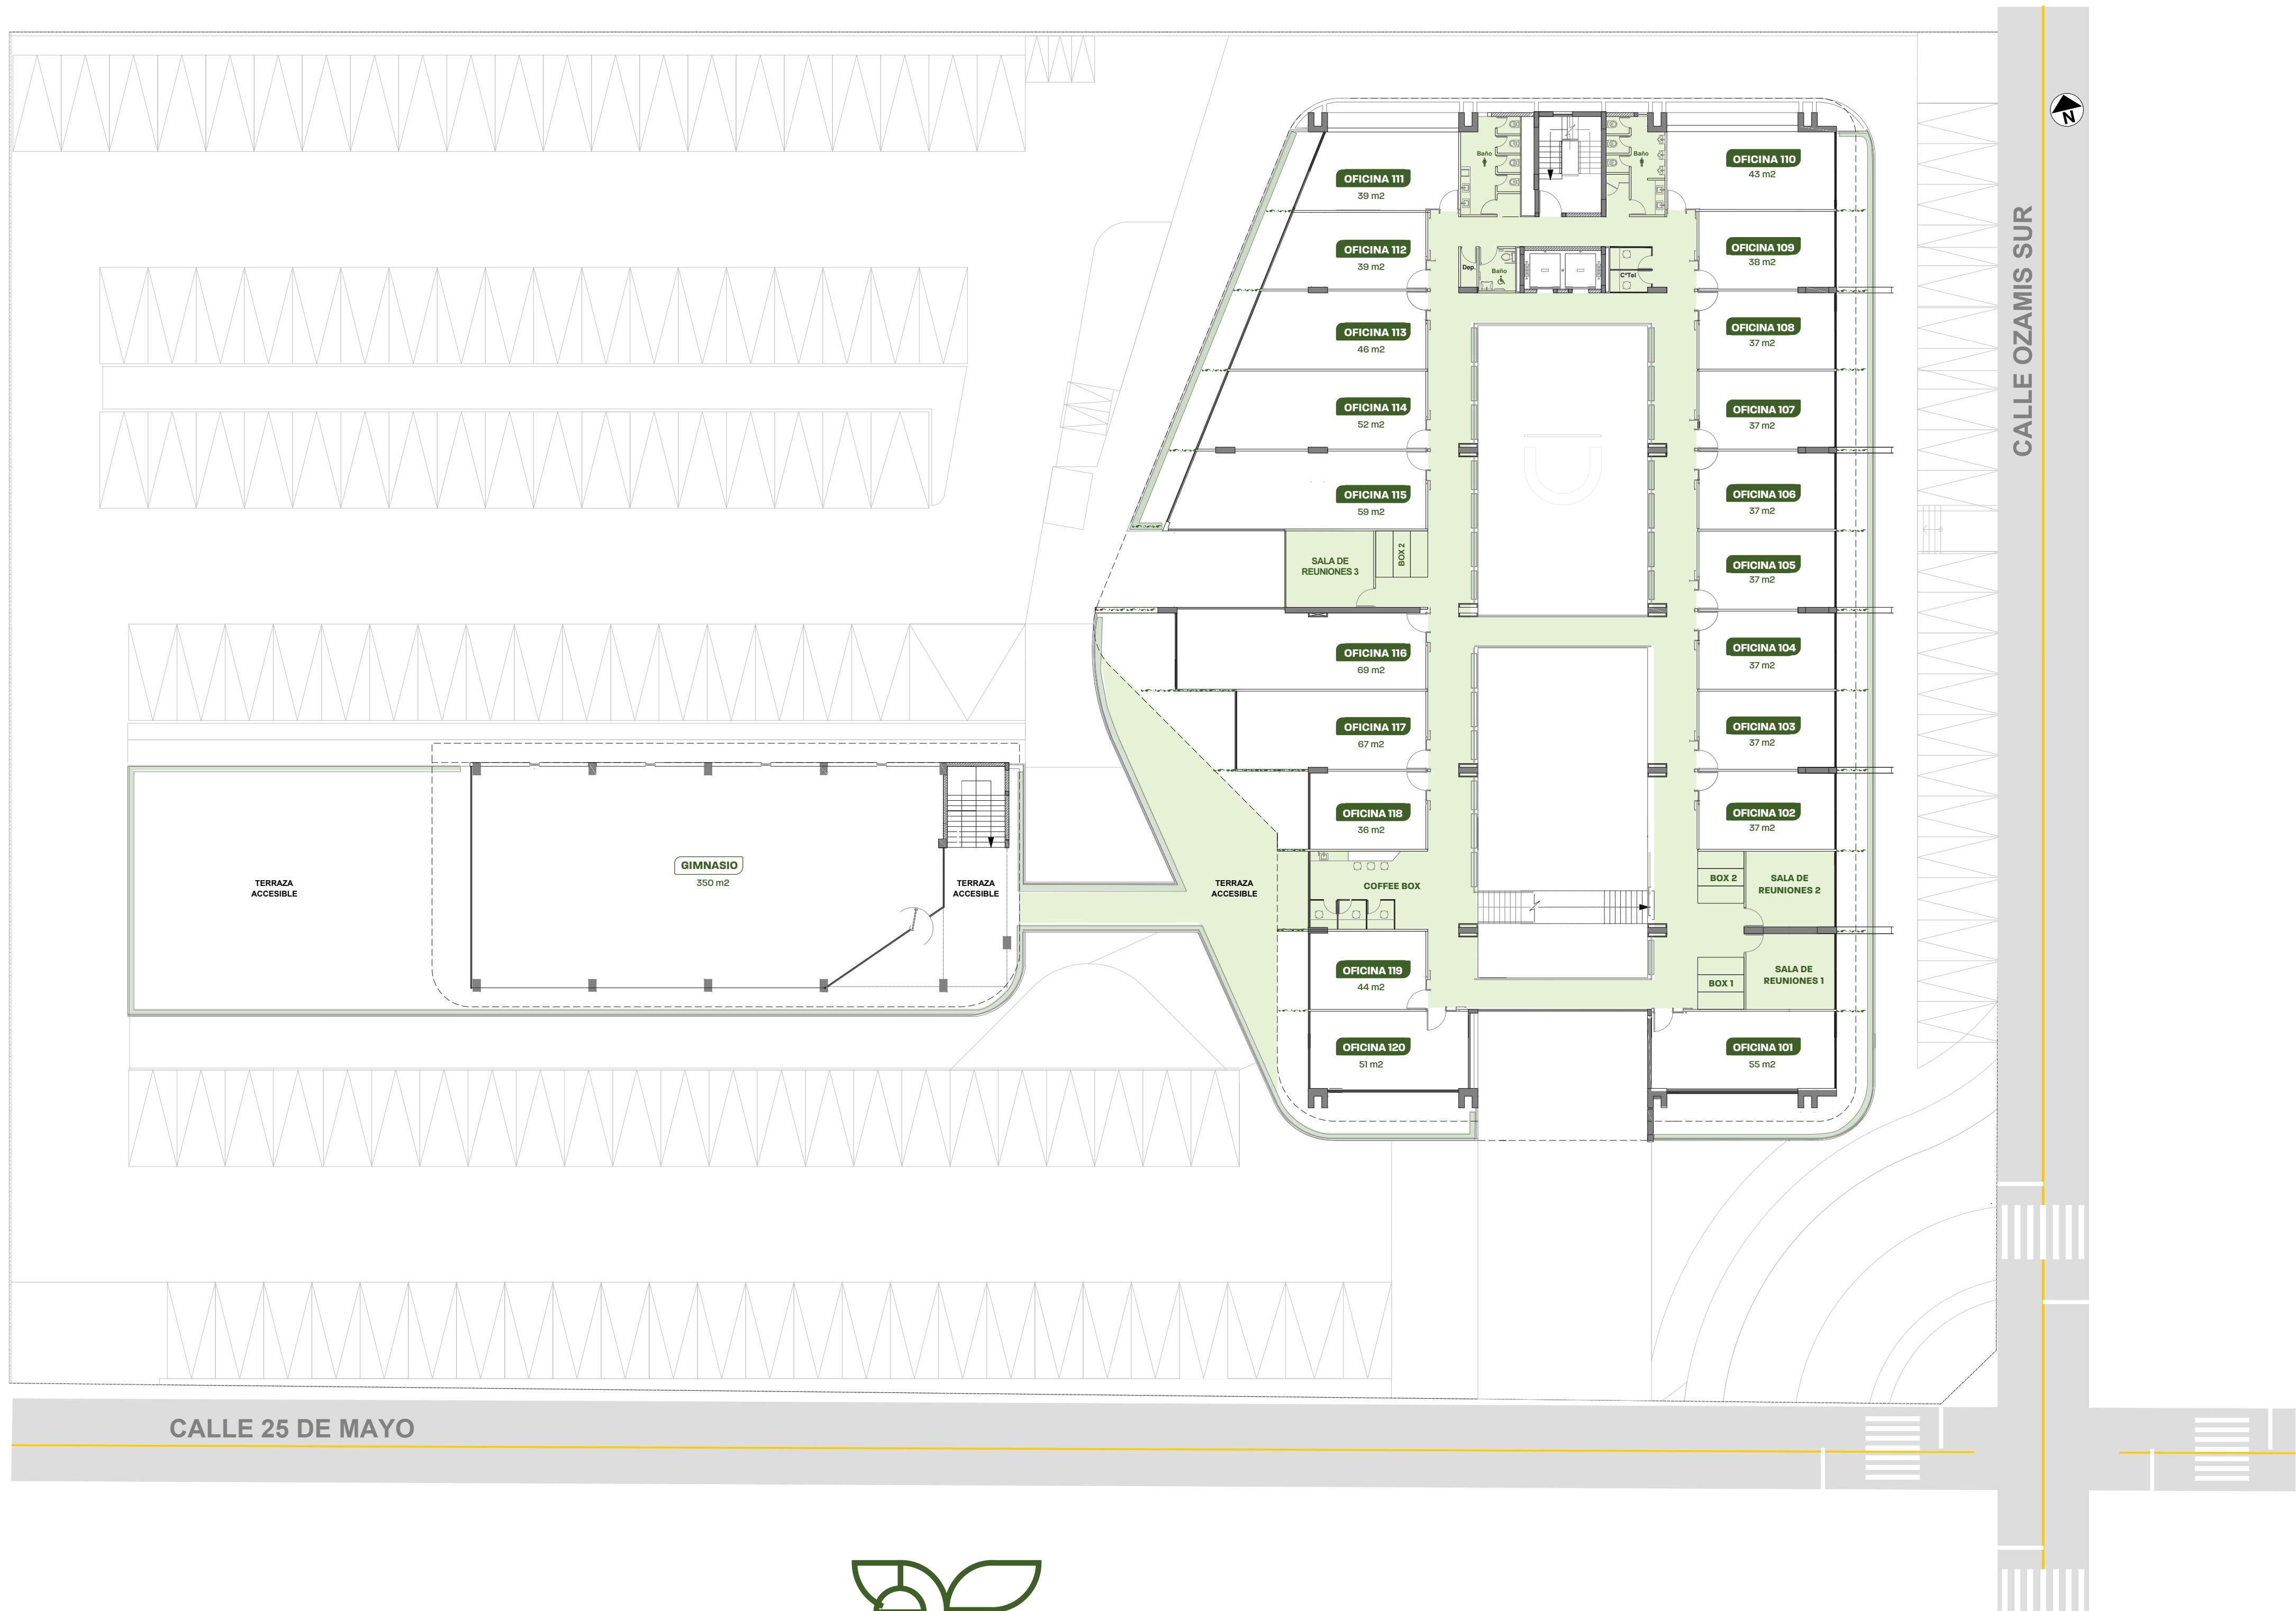 N
CALLE OZAMIS SUR
OFICINA 111
39 m2
Baño
Baño
OFICINA 110
43 m2
OFICINA 112
39 m2
Dep.
Baño
C°Tel
OFICINA 109
38 m2
OFICINA 113
46 m2
OFICINA 108
37 m2
OFICINA 114
52 m2
OFICINA 107
37 m2
OFICINA 115
59 m2
OFICINA 106
37 m2
SALA DE
REUNIONES 3
BOX 2
OFICINA 105
37 m2
OFICINA 116
69 m2
OFICINA 104
37 m2
OFICINA 117
67 m2
OFICINA 103
37 m2
OFICINA 118
36 m2
OFICINA 102
37 m2
TERRAZA
ACCESIBLE
GIMNASIO
350 m2
TERRAZA
ACCESIBLE
TERRAZA
ACCESIBLE
COFFEE BOX
BOX 2
SALA DE
REUNIONES 2
OFICINA 119
44 m2
BOX 1
SALA DE
REUNIONES 1
OFICINA 120
51 m2
OFICINA 101
55 m2
CALLE 25 DE MAYO